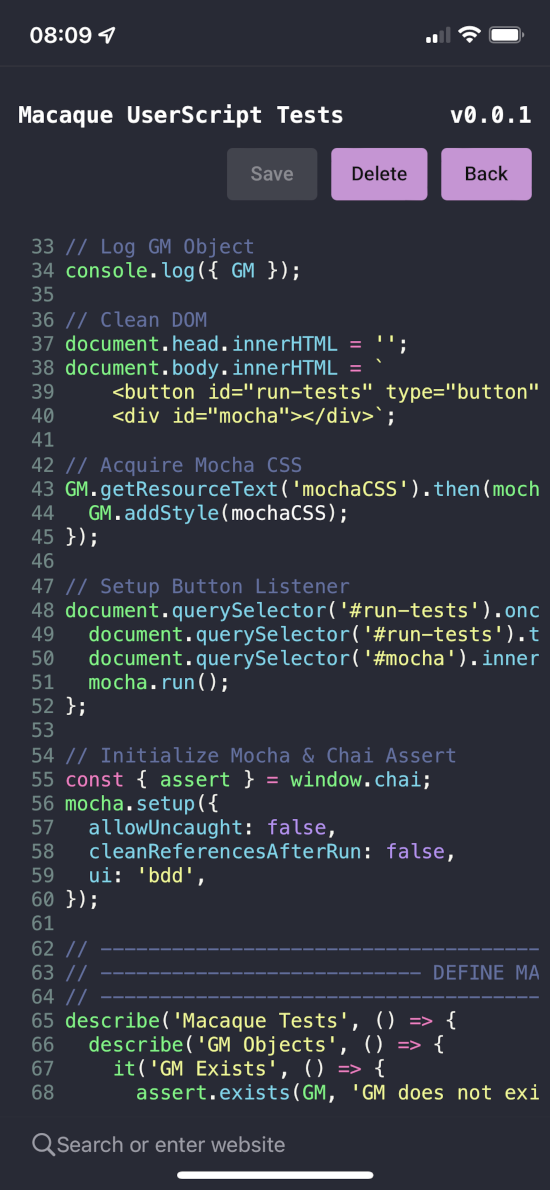 08:09
Macaque UserScript Tests v0.0.1
Save Delete Back
33 // Log GM Object
34 console.log({ GM });
35
36 // Clean DOM
37 document.head.innerHTML = '';
38 document.body.innerHTML = `
39     <button id="run-tests" type="button"
40     <div id="mocha"></div>`;
41
42 // Acquire Mocha CSS
43 GM.getResourceText('mochaCSS').then(moch
44   GM.addStyle(mochaCSS);
45 });
46
47 // Setup Button Listener
48 document.querySelector('#run-tests').onc
49   document.querySelector('#run-tests').t
50   document.querySelector('#mocha').inner
51   mocha.run();
52 };
53
54 // Initialize Mocha & Chai Assert
55 const { assert } = window.chai;
56 mocha.setup({
57   allowUncaught: false,
58   cleanReferencesAfterRun: false,
59   ui: 'bdd',
60 });
61
62 // -------------------------------------
63 // --------------------------- DEFINE MA
64 // -------------------------------------
65 describe('Macaque Tests', () => {
66   describe('GM Objects', () => {
67     it('GM Exists', () => {
68       assert.exists(GM, 'GM does not exi
Search or enter website